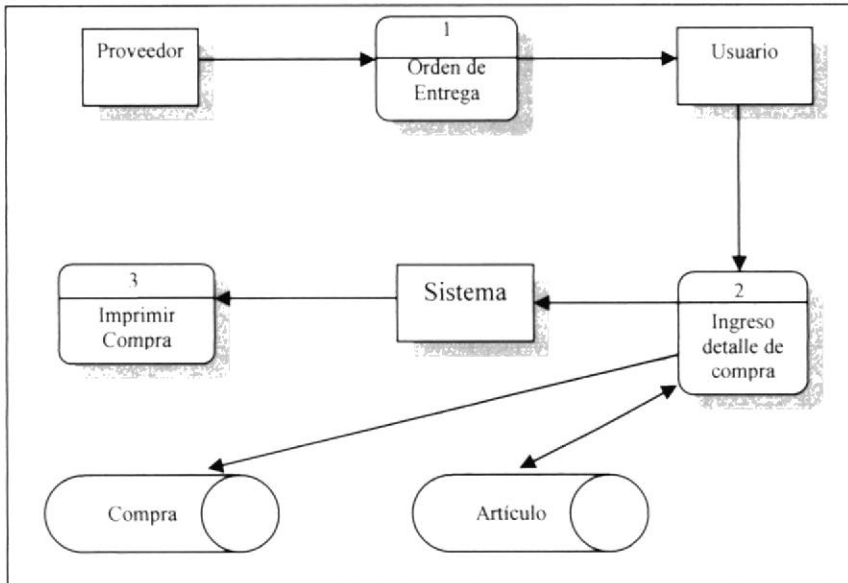 Proveedor
1
Orden de
Entrega
Usuario
3
Imprimir
Compra
Sistema
2
Ingreso
detalle de
compra
Compra
Artículo